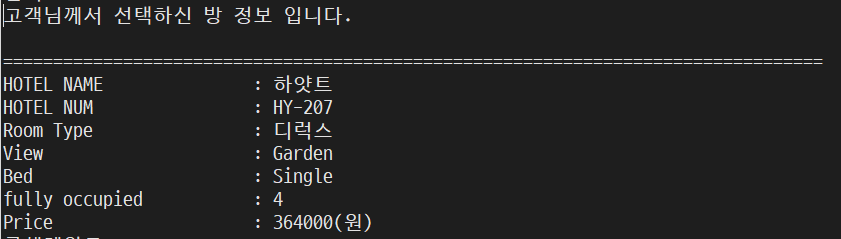 고객님께서 선택하신 방 정보 입니다.
==================================================================================
HOTEL NAME : 하얏트
HOTEL NUM : HY-207
Room Type : 디럭스
View : Garden
Bed : Single
fully occupied : 4
Price : 364000(원)